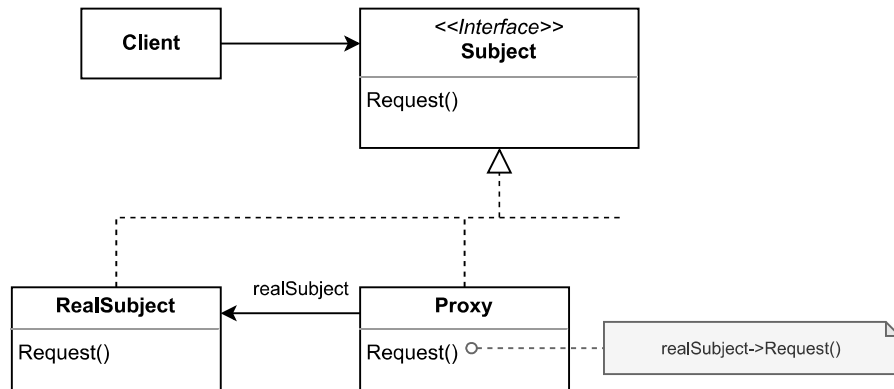 Client
<<Interface>>
Subject
Request()
RealSubject
Request()
realSubject
Proxy
Request()
realSubject->Request()